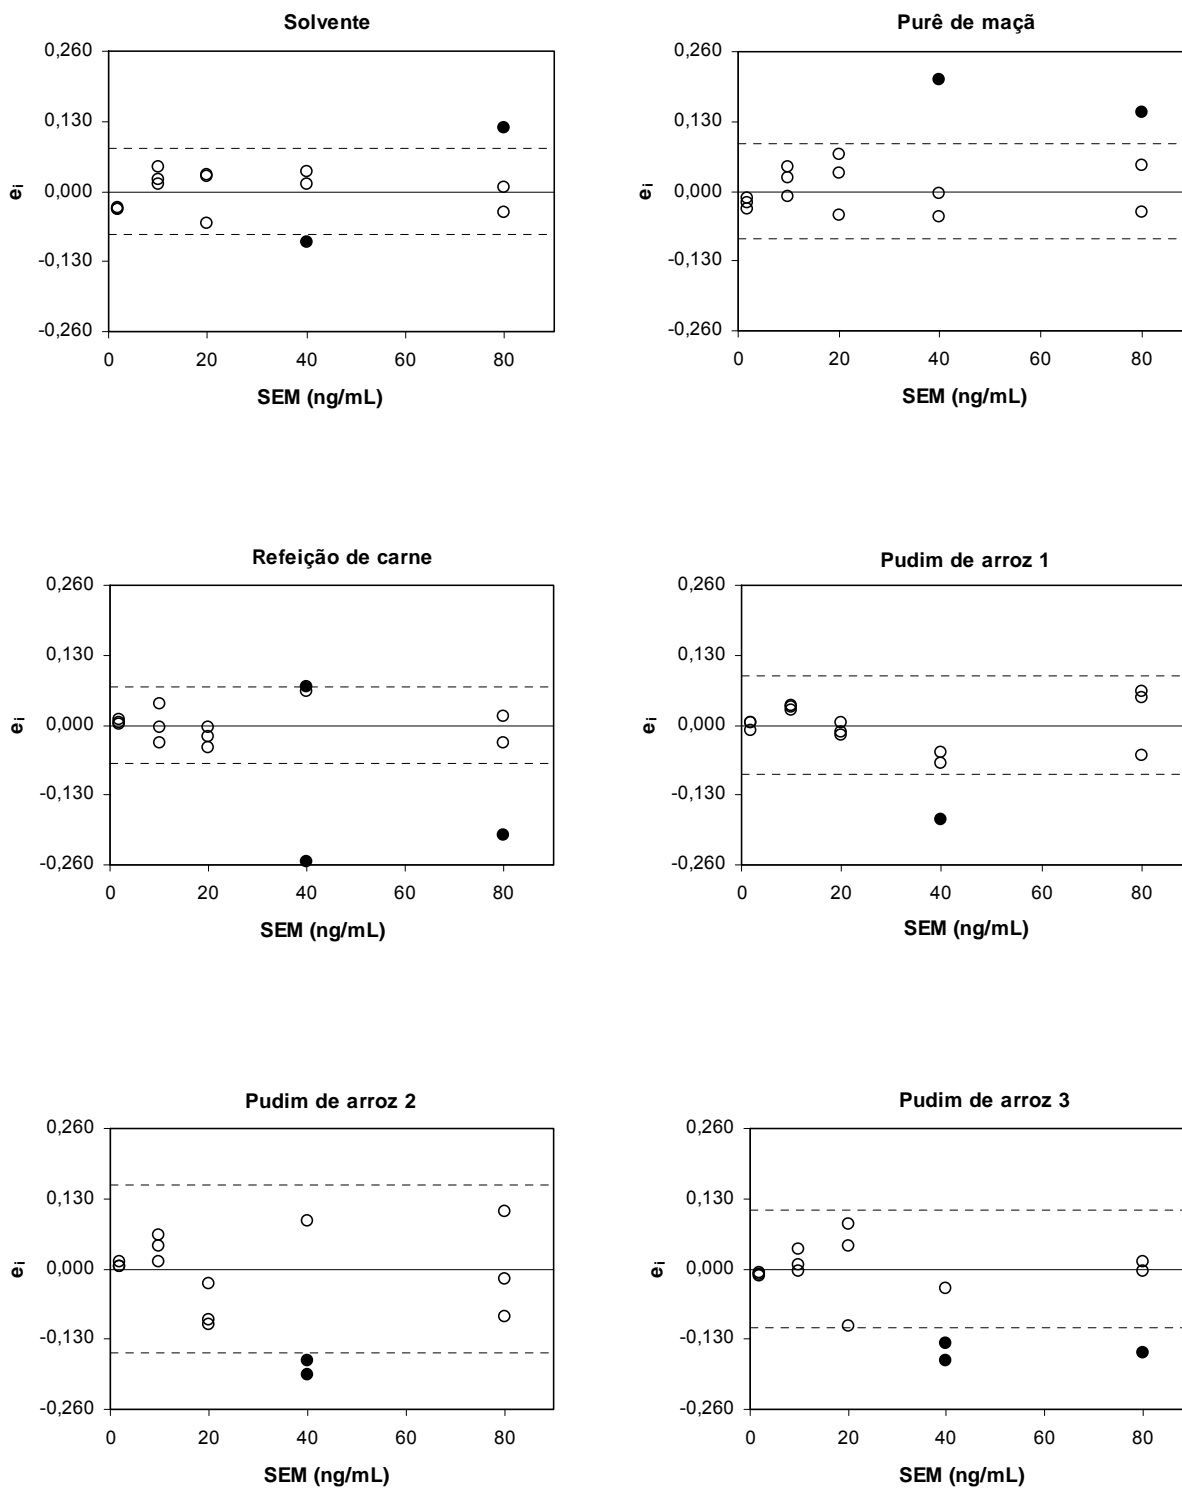 Solvente
0,260
0,130
0,000
-0,130
-0,260
ei
0 20 40 60 80
SEM (ng/mL)
Purê de maçã
0,260
0,130
0,000
-0,130
-0,260
ei
0 20 40 60 80
SEM (ng/mL)
Refeição de carne
0,260
0,130
0,000
-0,130
-0,260
ei
0 20 40 60 80
SEM (ng/mL)
Pudim de arroz 1
0,260
0,130
0,000
-0,130
-0,260
ei
0 20 40 60 80
SEM (ng/mL)
Pudim de arroz 2
0,260
0,130
0,000
-0,130
-0,260
ei
0 20 40 60 80
SEM (ng/mL)
Pudim de arroz 3
0,260
0,130
0,000
-0,130
-0,260
ei
0 20 40 60 80
SEM (ng/mL)